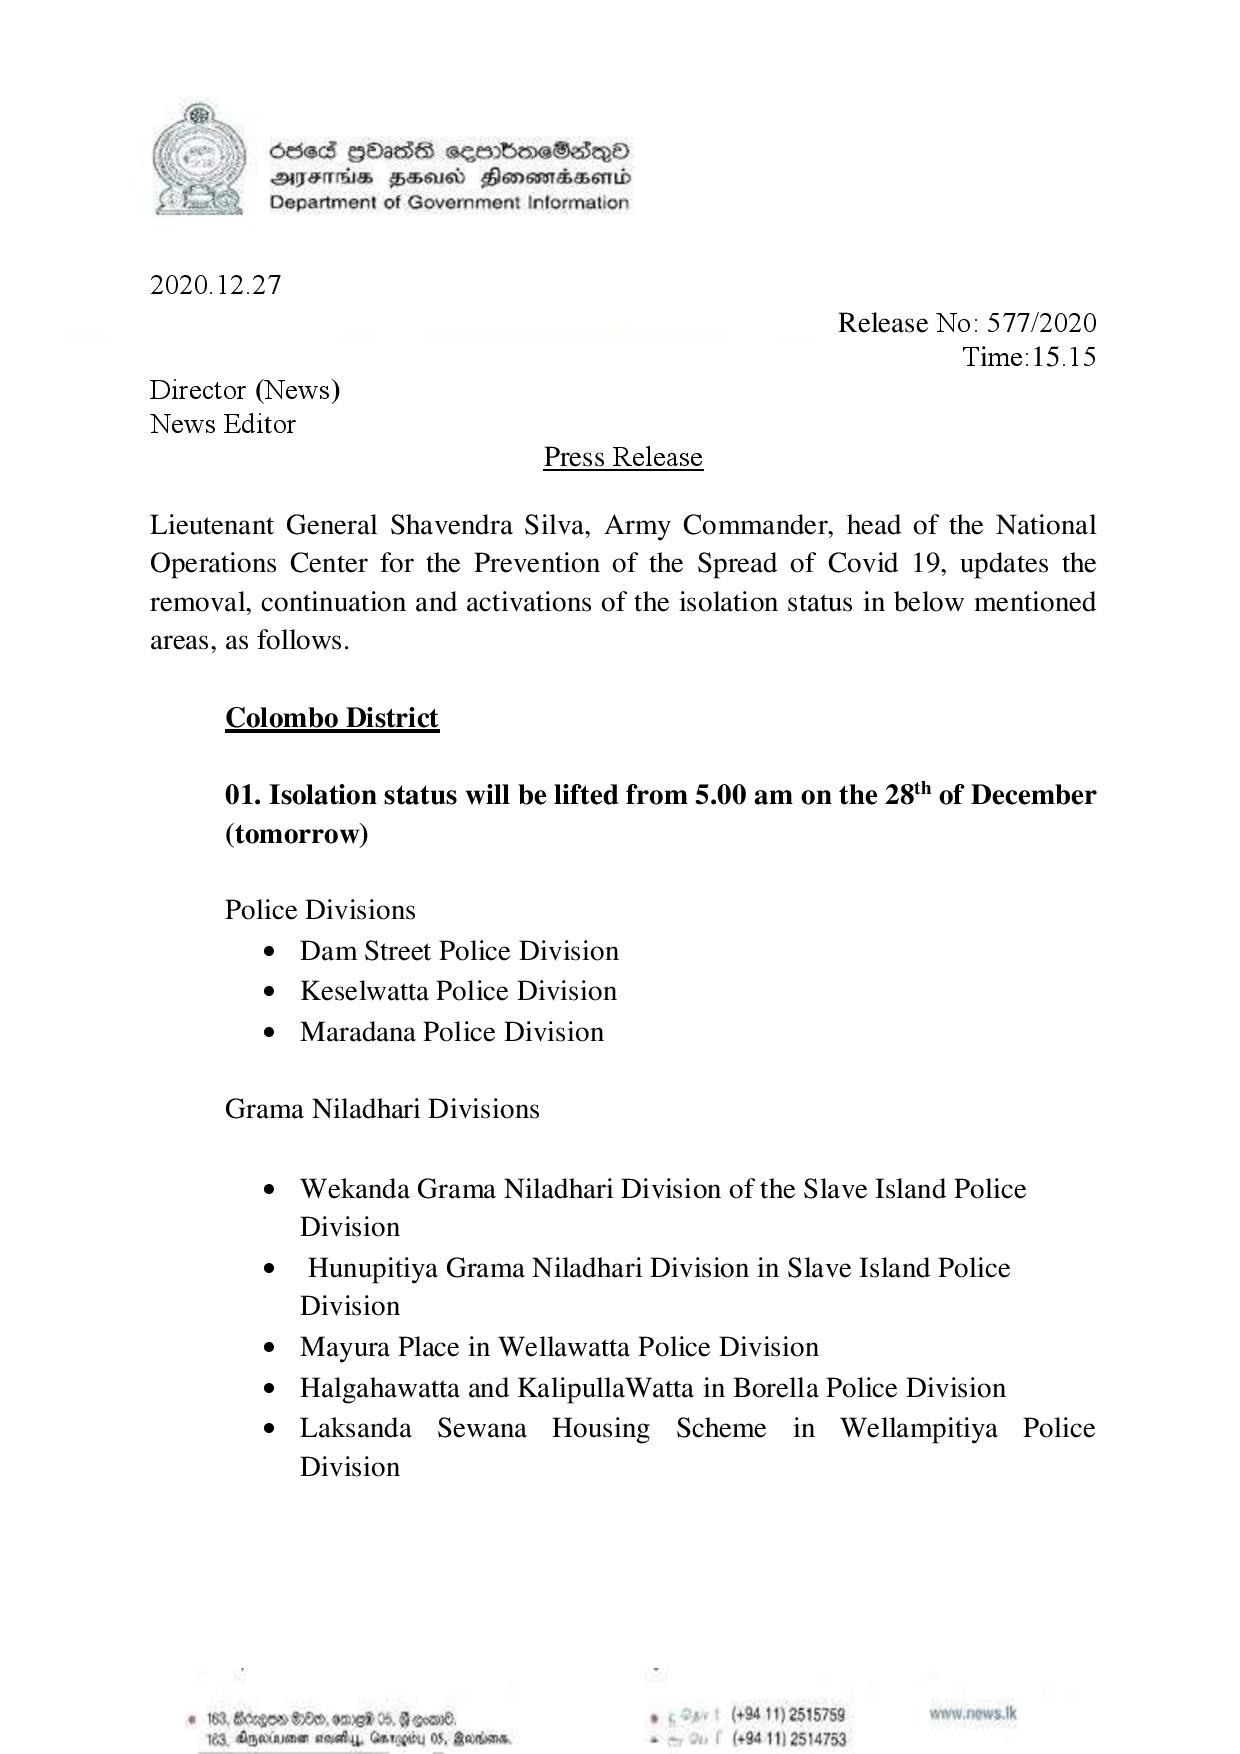 රජයේ ප්‍රවෘත්ති දෙපාර්තමේන්තුව
அரசாங்க தகவல் திணைக்களம்
Department of Government Information
2020.12.27
Release No: 577/2020
Time:15.15
Director (News)
News Editor
Press Release
Lieutenant General Shavendra Silva, Army Commander, head of the National
Operations Center for the Prevention of the Spread of Covid 19, updates the
removal, continuation and activations of the isolation status in below mentioned
areas, as follows.
Colombo District
01. Isolation status will be lifted from 5.00 am on the 28th of December
(tomorrow)
Police Divisions
• Dam Street Police Division
• Keselwatta Police Division
• Maradana Police Division
Grama Niladhari Divisions
• Wekanda Grama Niladhari Division of the Slave Island Police
Division
• Hunupitiya Grama Niladhari Division in Slave Island Police
Division
• Mayura Place in Wellawatta Police Division
• Halgahawatta and KalipullaWatta in Borella Police Division
• Laksanda Sewana Housing Scheme in Wellampitiya Police
Division
163, කිරුලපන මාවත, කොළඹ 05, ශ්‍රී ලංකාව.
163, கிருலப்பனை எவனியூ, கொழும்பு 05, இலங்கை.
(+94 11) 2515759
(+94 11) 2514753
www.news.lk